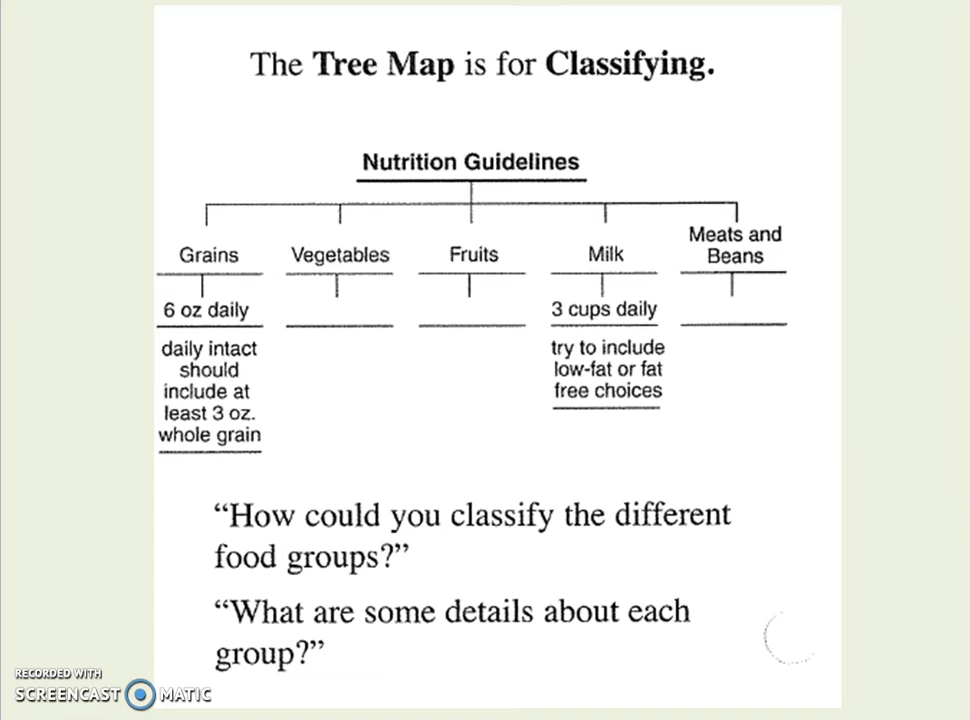 The Tree Map is for Classifying.
Nutrition Guidelines
Grains
Vegetables
Fruits
Milk
Meats and
Beans
6 oz daily
3 cups daily
daily intact
should
include at
least 3 oz.
whole grain
try to include
low-fat or fat
free choices
“How could you classify the different
food groups?”
“What are some details about each
group?”
RECORDED WITH
SCREENCAST MATIC